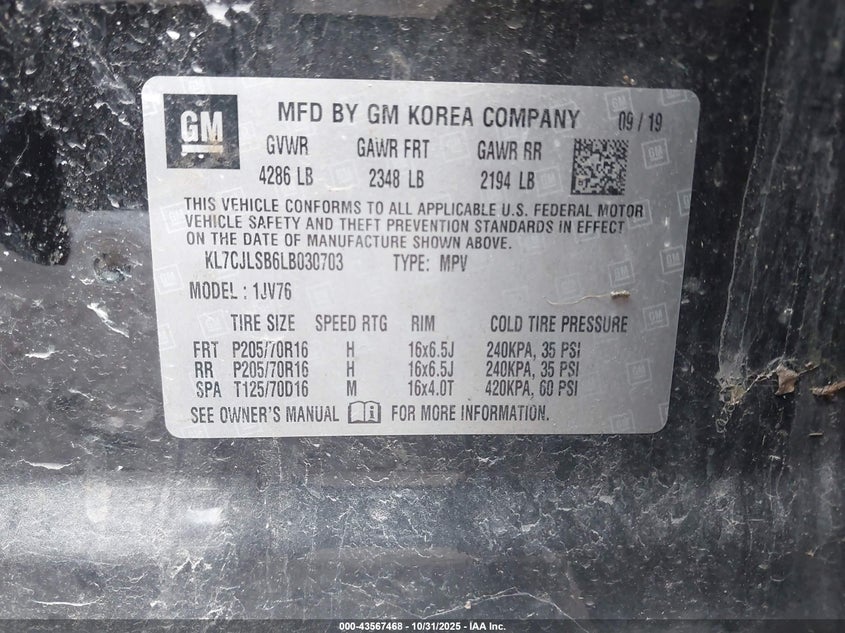 GM
MFD BY GM KOREA COMPANY 09 / 19
GVWR GAWR FRT GAWR RR
4286 LB 2348 LB 2194 LB
THIS VEHICLE CONFORMS TO ALL APPLICABLE U.S. FEDERAL MOTOR
VEHICLE SAFETY AND THEFT PREVENTION STANDARDS IN EFFECT
ON THE DATE OF MANUFACTURE SHOWN ABOVE.
KL7CJLSB6LB030703 TYPE: MPV
MODEL : 1JV76
TIRE SIZE SPEED RTG RIM COLD TIRE PRESSURE
FRT P205/70R16 H 16x6.5J 240KPA, 35 PSI
RR P205/70R16 H 16x6.5J 240KPA, 35 PSI
SPA T125/70D16 M 16x4.0T 420KPA, 60 PSI
SEE OWNER'S MANUAL FOR MORE INFORMATION.
000-43567468 - 10/31/2025 - IAA Inc.